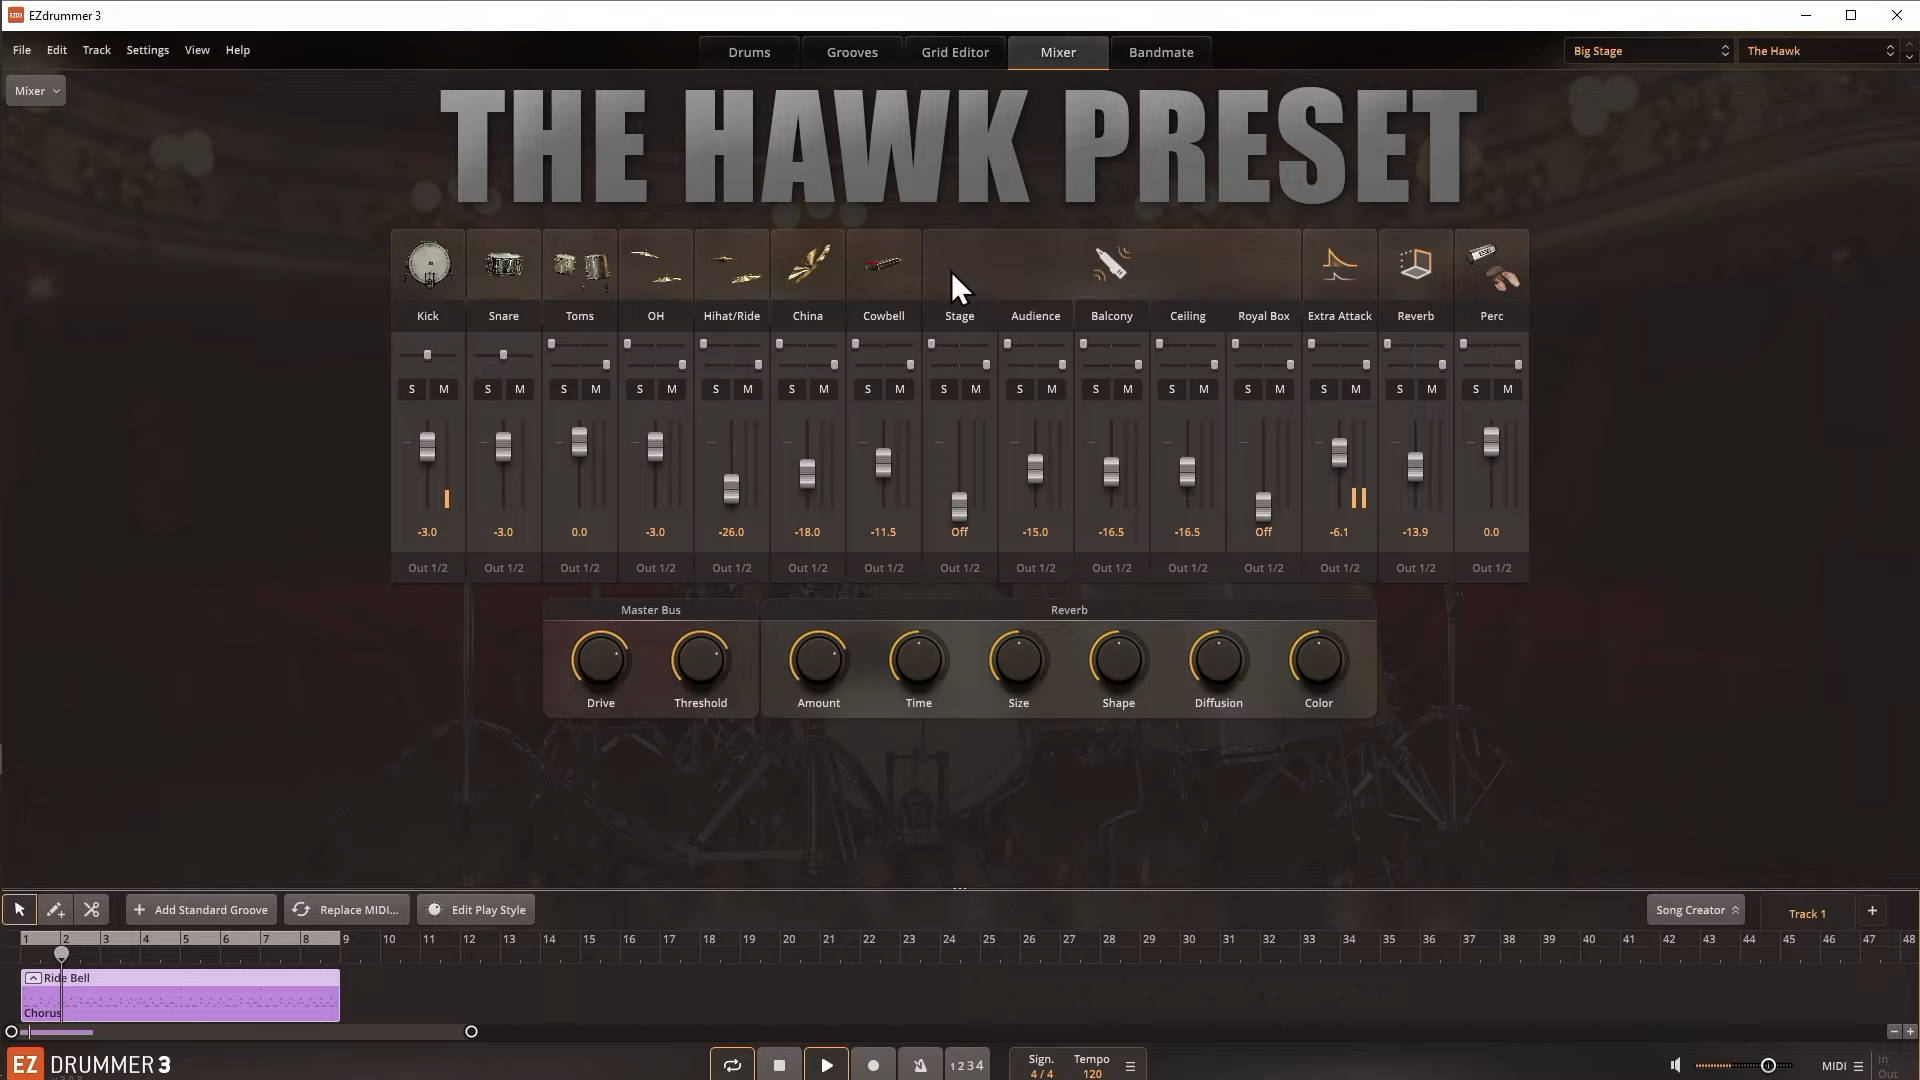 EZdrummer 3
File Edit Track Settings View Help
Drums Grooves Grid Editor Mixer Bandmate
Big Stage The Hawk
Mixer
THE HAWK PRESET
Kick Snare Toms OH Hihat/Ride China Cowbell Stage Audience Balcony Ceiling Royal Box Extra Attack Reverb Perc
S M S M S M S M S M S M S M S M S M S M S M S M S M S M S M
-3.0 -3.0 0.0 -3.0 -26.0 -18.0 -11.5 Off -15.0 -16.5 -16.5 Off -6.1 -13.9 0.0
Out 1/2 Out 1/2 Out 1/2 Out 1/2 Out 1/2 Out 1/2 Out 1/2 Out 1/2 Out 1/2 Out 1/2 Out 1/2 Out 1/2 Out 1/2 Out 1/2 Out 1/2
Master Bus Reverb
Drive Threshold Amount Time Size Shape Diffusion Color
Add Standard Groove Replace MIDI... Edit Play Style Song Creator Track 1
1 2 3 4 5 6 7 8 9 10 11 12 13 14 15 16 17 18 19 20 21 22 23 24 25 26 27 28 29 30 31 32 33 34 35 36 37 38 39 40 41 42 43 44 45 46 47 48
Ride Bell
Chorus
EZ DRUMMER 3
1 2 3 4
Sign. Tempo
4 / 4 120
MIDI In
Out